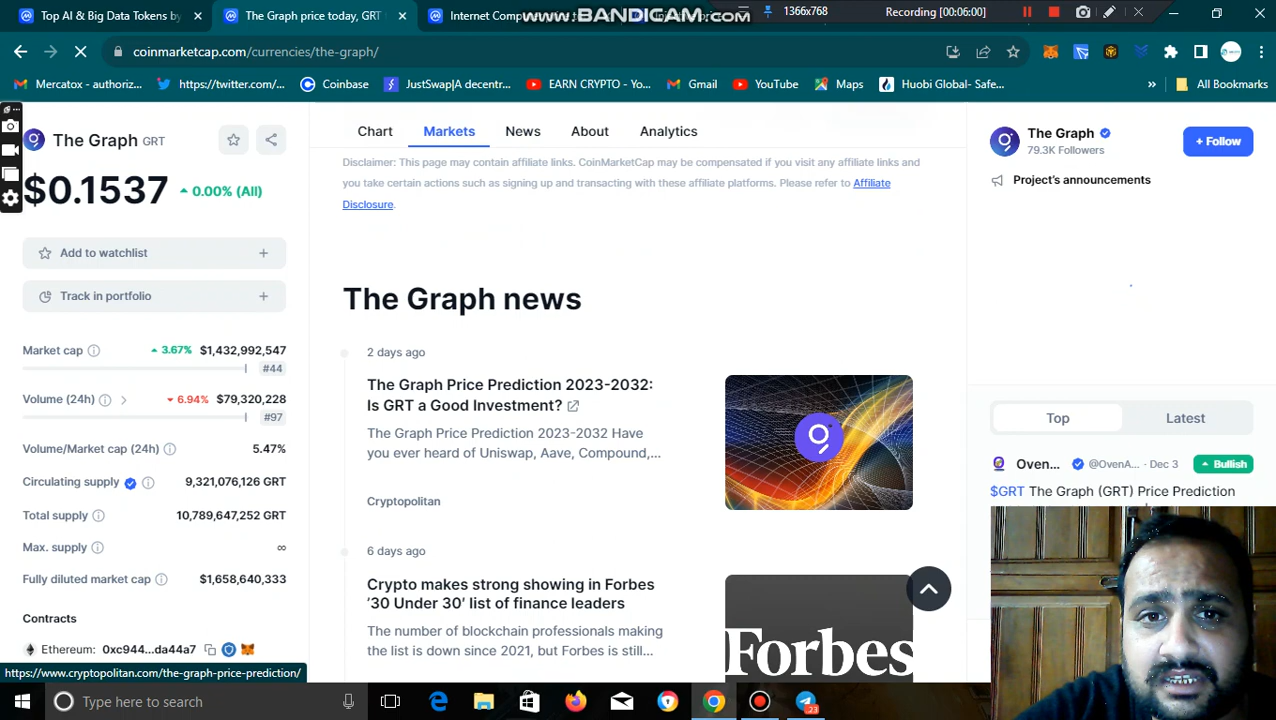 Top AI & Big Data Tokens by
The Graph price today, GRT
Internet Comp
www.BANDICAM.com
1366x768
Recording [00:06:00]
coinmarketcap.com/currencies/the-graph/
Mercatox - authoriz...
https://twitter.com/...
Coinbase
JustSwap|A decentr...
EARN CRYPTO - Yo...
Gmail
YouTube
Maps
Huobi Global- Safe...
»
All Bookmarks
The Graph GRT
$0.1537
0.00% (All)
Add to watchlist
Track in portfolio
Market cap
3.67% $1,432,992,547
#44
Volume (24h)
6.94% $79,320,228
#97
Volume/Market cap (24h)
5.47%
Circulating supply
9,321,076,126 GRT
Total supply
10,789,647,252 GRT
Max. supply
∞
Fully diluted market cap
$1,658,640,333
Contracts
Ethereum: 0xc944...da44a7
https://www.cryptopolitan.com/the-graph-price-prediction/
Chart
Markets
News
About
Analytics
Disclaimer: This page may contain affiliate links. CoinMarketCap may be compensated if you visit any affiliate links and
you take certain actions such as signing up and transacting with these affiliate platforms. Please refer to Affiliate
Disclosure.
The Graph news
2 days ago
The Graph Price Prediction 2023-2032:
Is GRT a Good Investment?
The Graph Price Prediction 2023-2032 Have
you ever heard of Uniswap, Aave, Compound,...
Cryptopolitan
6 days ago
Crypto makes strong showing in Forbes
'30 Under 30' list of finance leaders
The number of blockchain professionals making
the list is down since 2021, but Forbes is still...
Forbes
The Graph
79.3K Followers
+ Follow
Project's announcements
Top
Latest
Oven...
@OvenA...
· Dec 3
Bullish
$GRT The Graph (GRT) Price Prediction
Type here to search
23